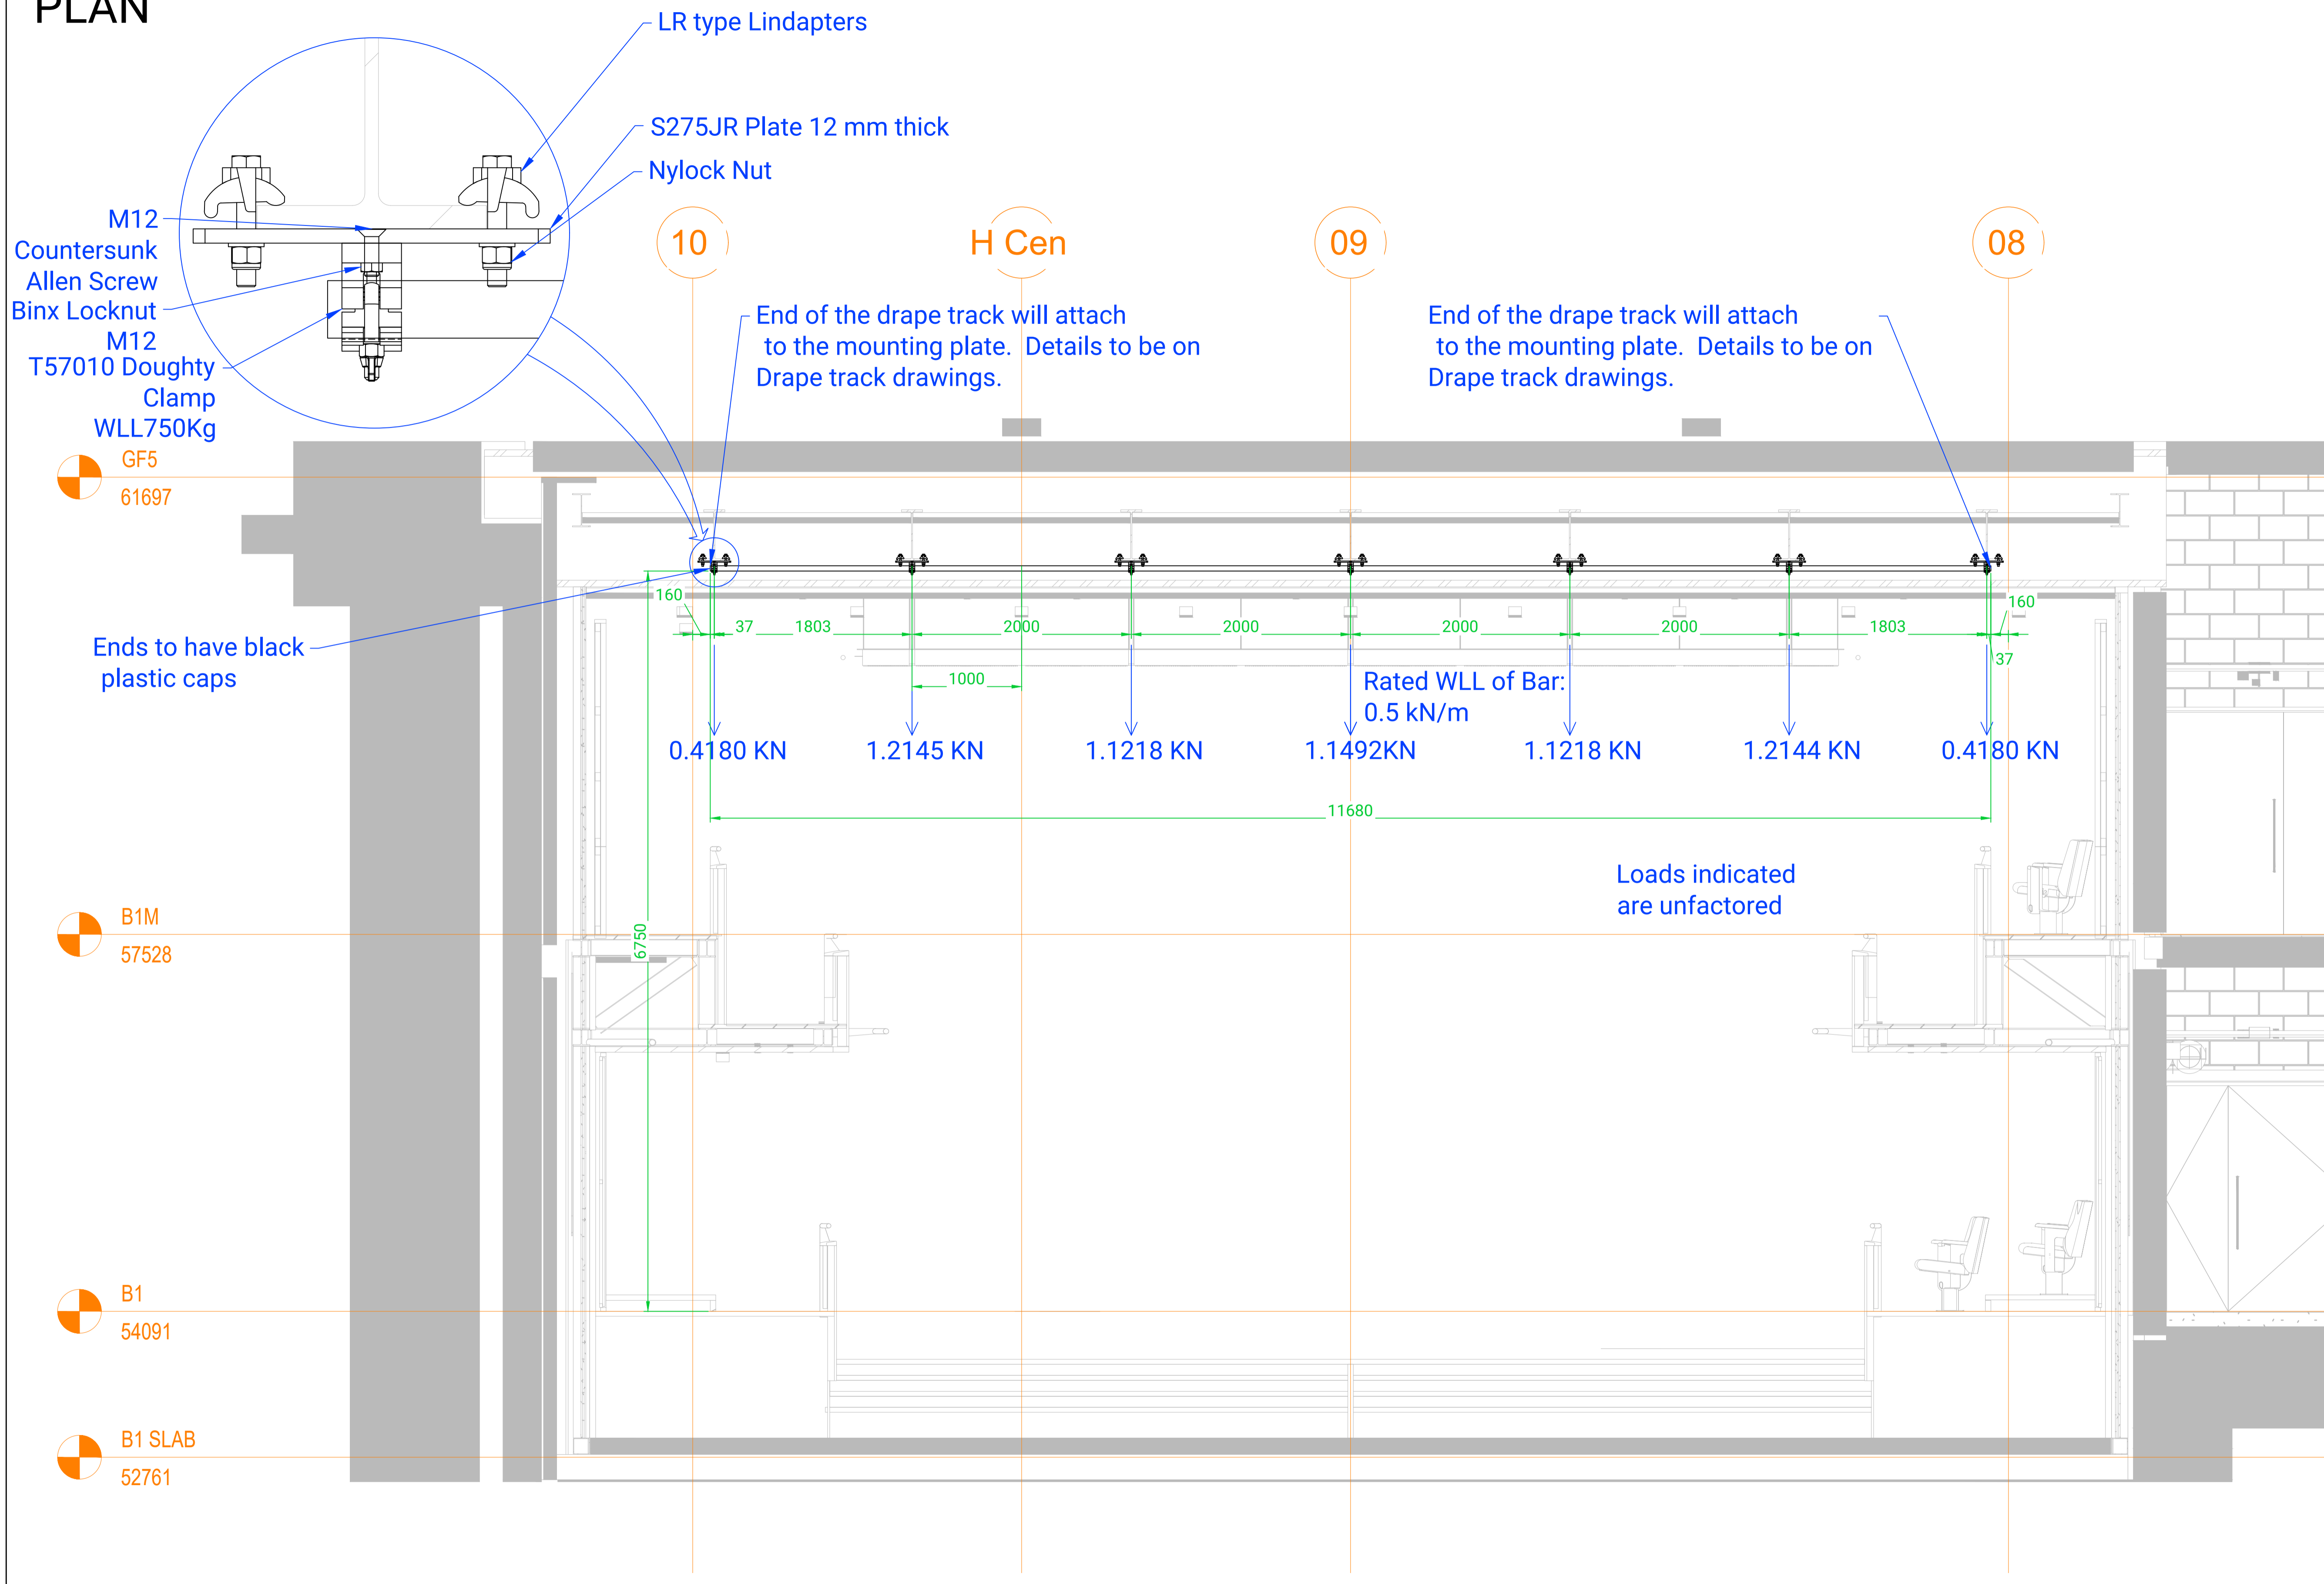 PLAN
LR type Lindapters
S275JR Plate 12 mm thick
Nylock Nut
M12
Countersunk
Allen Screw
Binx Locknut
M12
T57010 Doughty
Clamp
WLL750Kg
10
H Cen
09
08
End of the drape track will attach
to the mounting plate. Details to be on
Drape track drawings.
End of the drape track will attach
to the mounting plate. Details to be on
Drape track drawings.
GF5
61697
Ends to have black
plastic caps
160
37
1803
2000
2000
2000
2000
1803
160
37
1000
Rated WLL of Bar:
0.5 kN/m
0.4180 KN
1.2145 KN
1.1218 KN
1.1492KN
1.1218 KN
1.2144 KN
0.4180 KN
11680
Loads indicated
are unfactored
6750
B1M
57528
B1
54091
B1 SLAB
52761